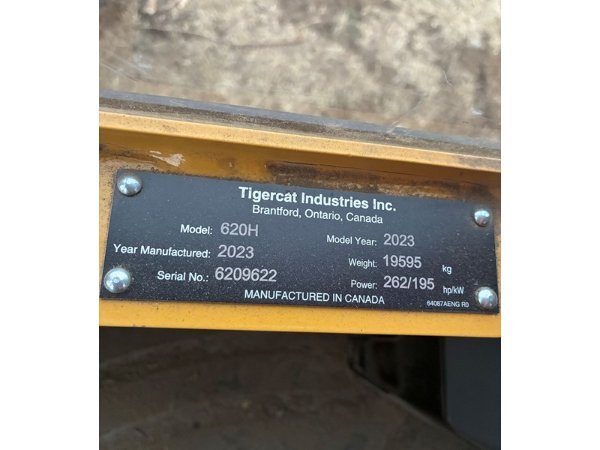 Tigercat Industries Inc.
Brantford, Ontario, Canada
Model: 620H Model Year: 2023
Year Manufactured: 2023 Weight: 19595 kg
Serial No.: 6209622 Power: 262/195 hp/kW
MANUFACTURED IN CANADA 64087AENG R0